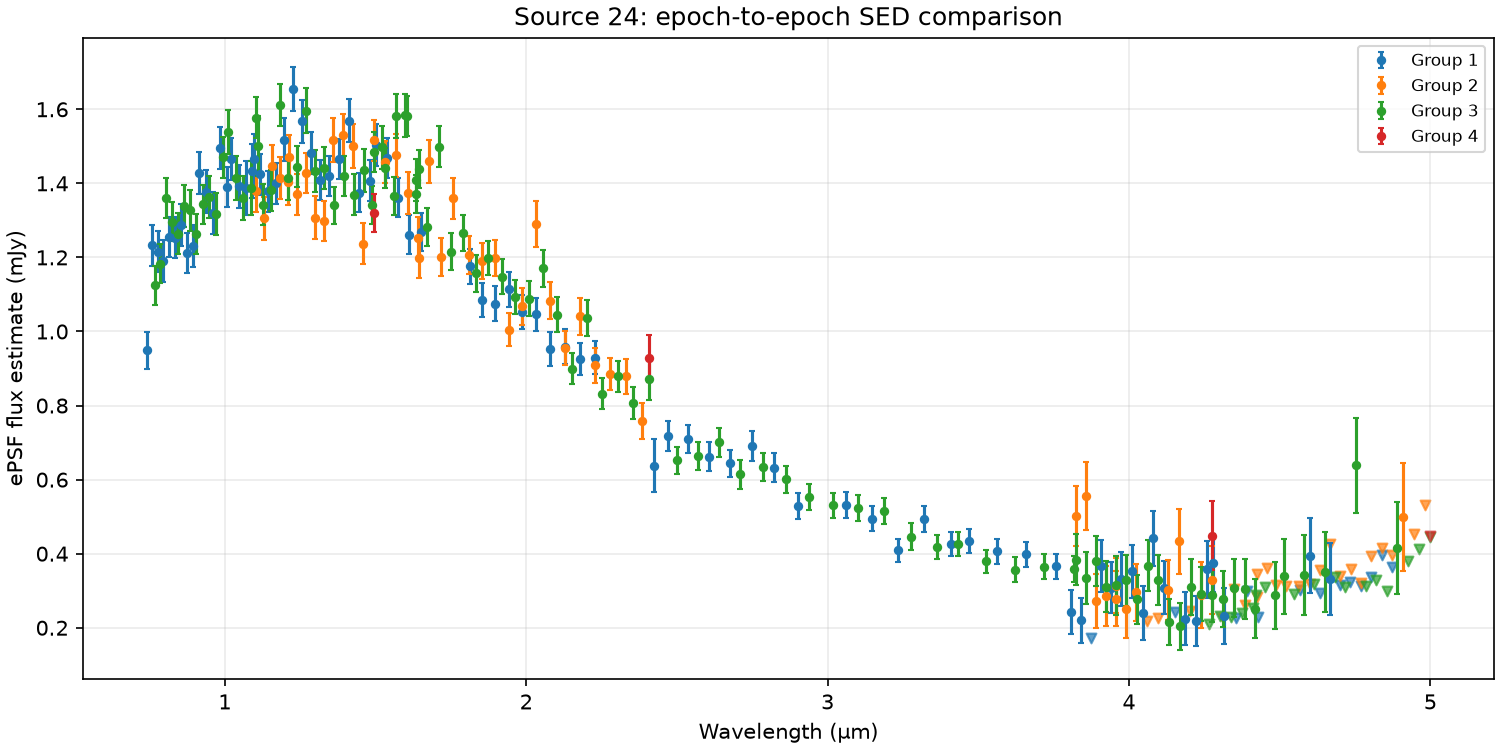 Source 24: epoch-to-epoch SED comparison
Group 1
Group 2
Group 3
Group 4
ePSF flux estimate (mJy)
1.6
1.4
1.2
1.0
0.8
0.6
0.4
0.2
1 2 3 4 5
Wavelength (μm)